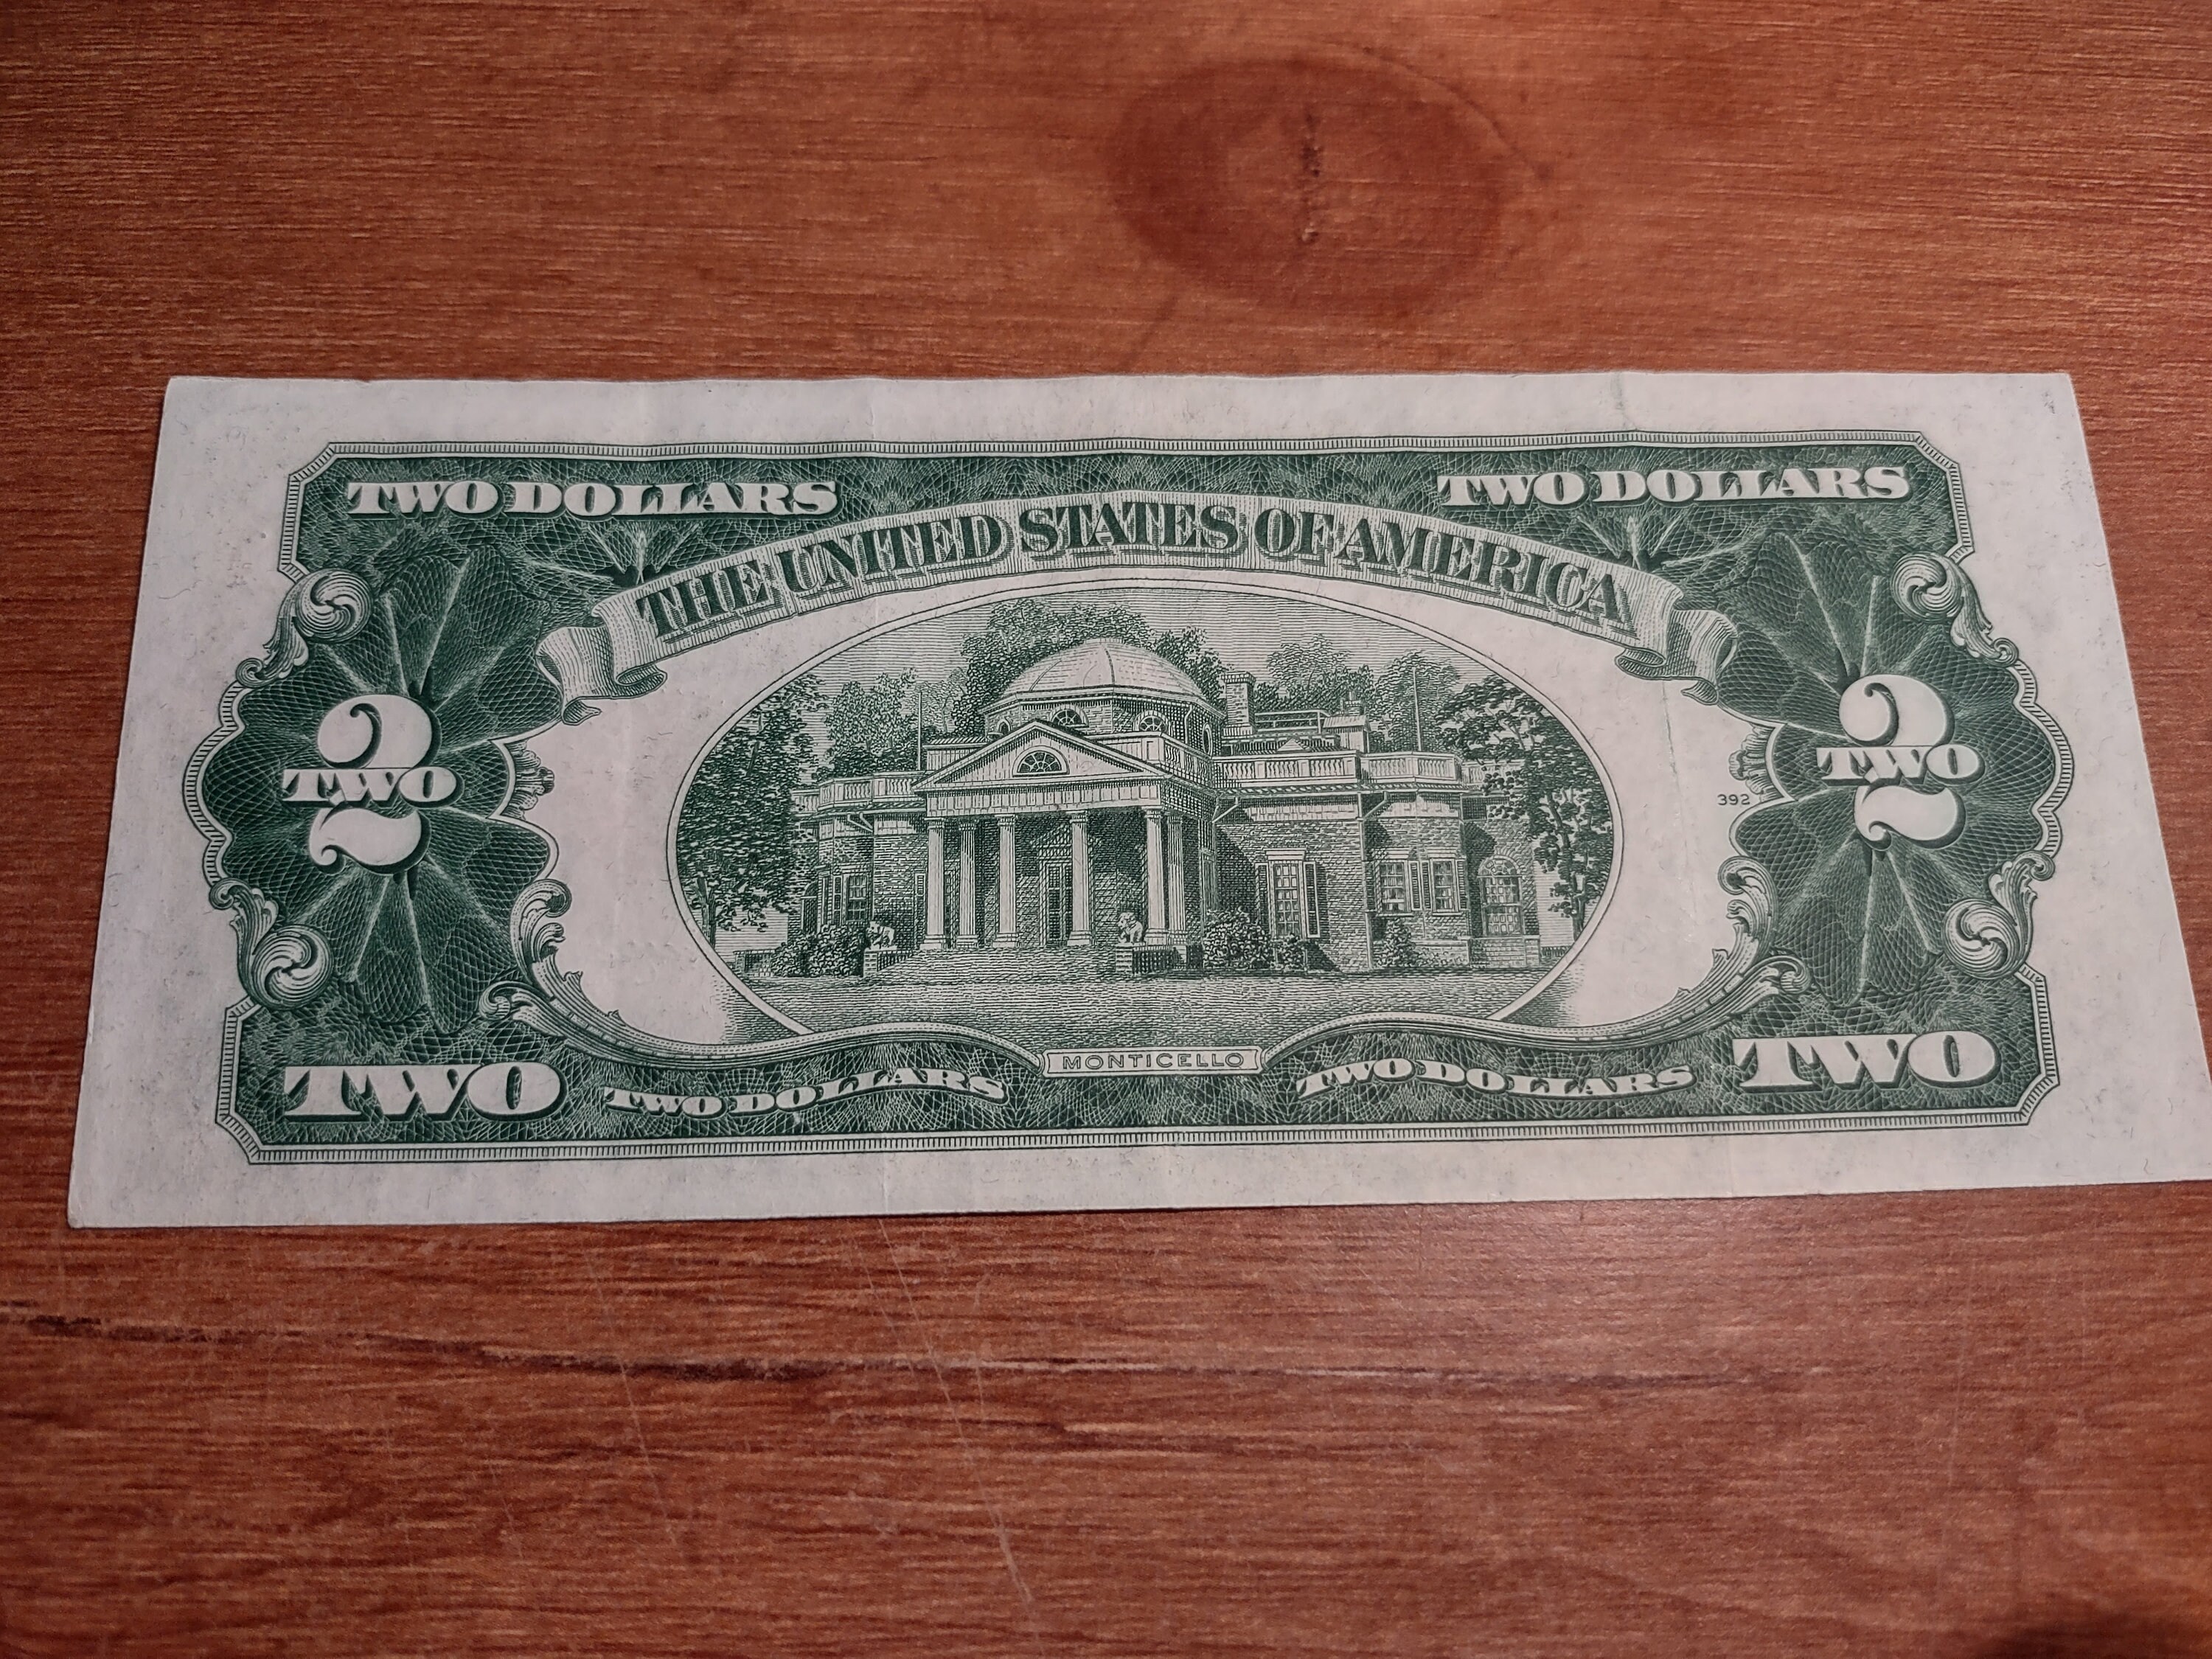 TWO DOLLARS
TWO DOLLARS
THE UNITED STATES OF AMERICA
2
TWO
2
TWO
392
TWO
TWO DOLLARS
MONTICELLO
TWO DOLLARS
TWO